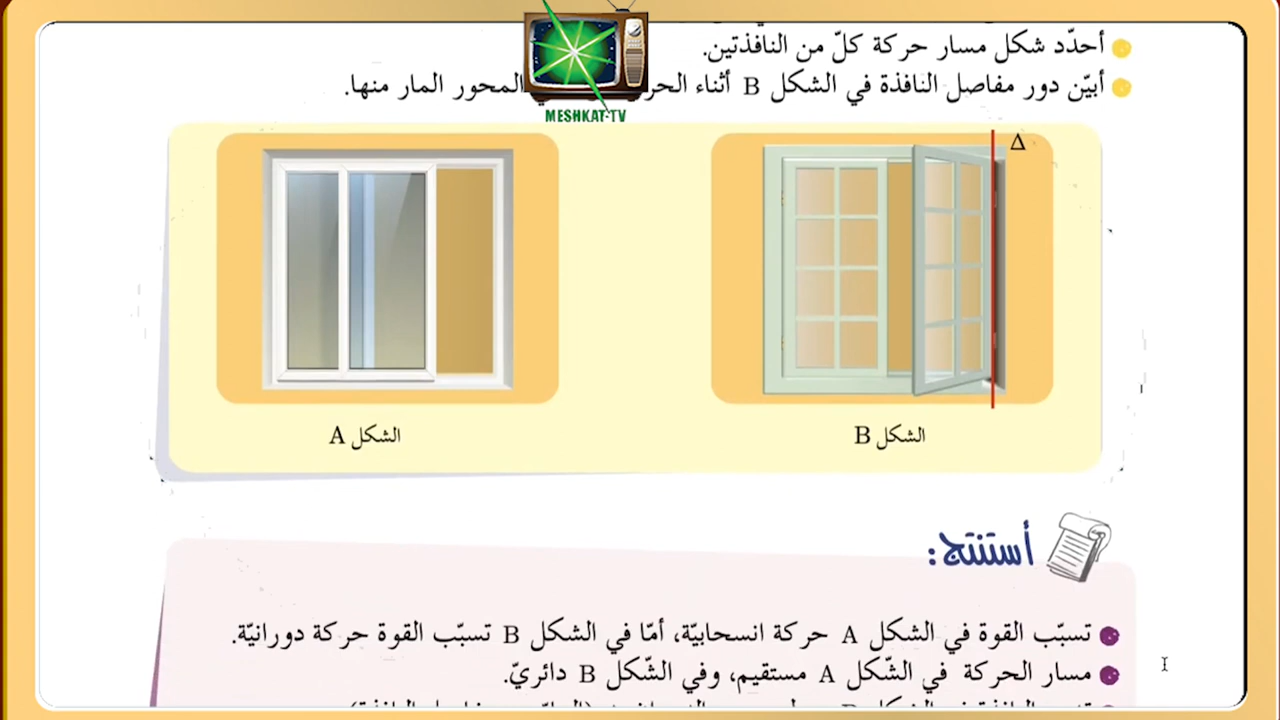 أحدّد شكل مسار حركة كلّ من النافذتين.
أبيّن دور مفاصل النافذة في الشكل B أثناء المحور المار منها.
MESHKAT-TV
Δ
الشكل A
الشكل B
أستنتج:
تسبّب القوة في الشكل A حركة انسحابيّة، أمّا في الشكل B تسبّب القوة حركة دورانيّة.
مسار الحركة في الشّكل A مستقيم، وفي الشّكل B دائريّ.